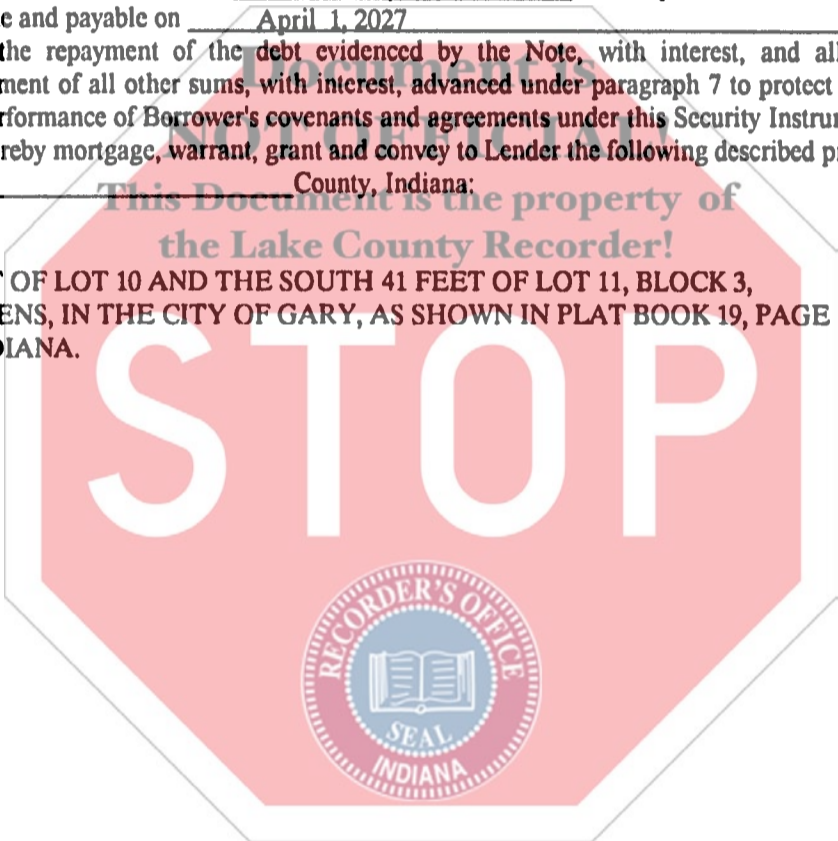 e and payable on April 1, 2027
the repayment of the debt evidenced by the Note, with interest, and al
ment of all other sums, with interest, advanced under paragraph 7 to protect
rformance of Borrower's covenants and agreements under this Security Instru
reby mortgage, warrant, grant and convey to Lender the following described p
County, Indiana:
Document is
NOT OFFICIAL
This Document is the property of
the Lake County Recorder!
OF LOT 10 AND THE SOUTH 41 FEET OF LOT 11, BLOCK 3,
ENS, IN THE CITY OF GARY, AS SHOWN IN PLAT BOOK 19, PAGE
DIANA.
STOP
RECORDER'S OFFICE
SEAL
INDIANA